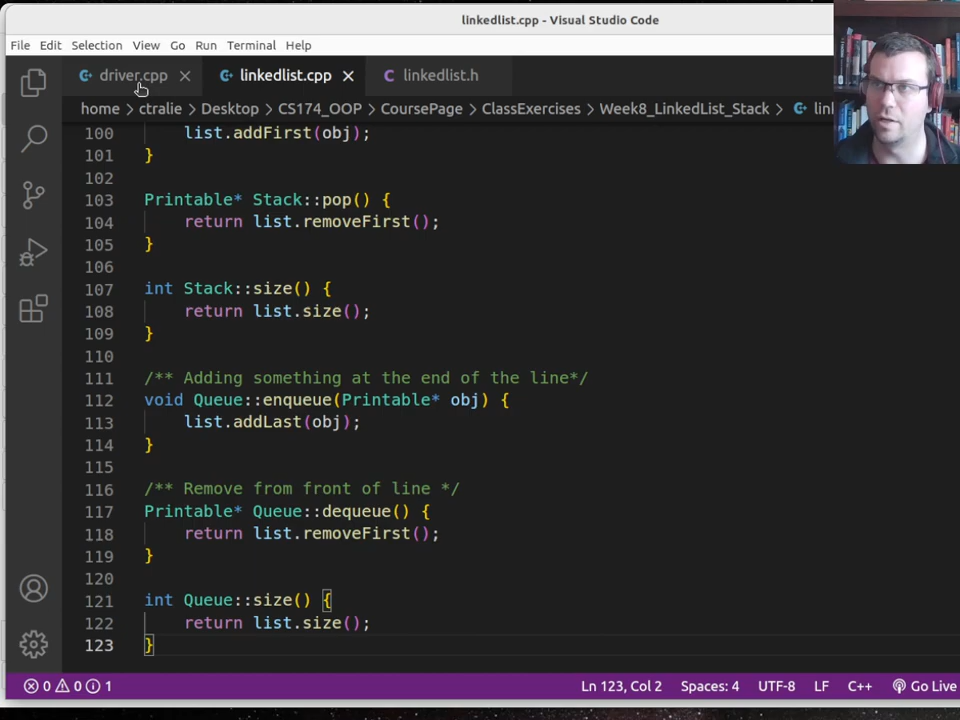 linkedlist.cpp - Visual Studio Code
File Edit Selection View Go Run Terminal Help
driver.cpp linkedlist.cpp C linkedlist.h
home > ctralie > Desktop > CS174_OOP > CoursePage > ClassExercises > Week8_LinkedList_Stack > lin
100 list.addFirst(obj);
101 }
102
103 Printable* Stack::pop() {
104 return list.removeFirst();
105 }
106
107 int Stack::size() {
108 return list.size();
109 }
110
111 /** Adding something at the end of the line*/
112 void Queue::enqueue(Printable* obj) {
113 list.addLast(obj);
114 }
115
116 /** Remove from front of line */
117 Printable* Queue::dequeue() {
118 return list.removeFirst();
119 }
120
121 int Queue::size() {
122 return list.size();
123 }
0 0 1 Ln 123, Col 2 Spaces: 4 UTF-8 LF C++ Go Live